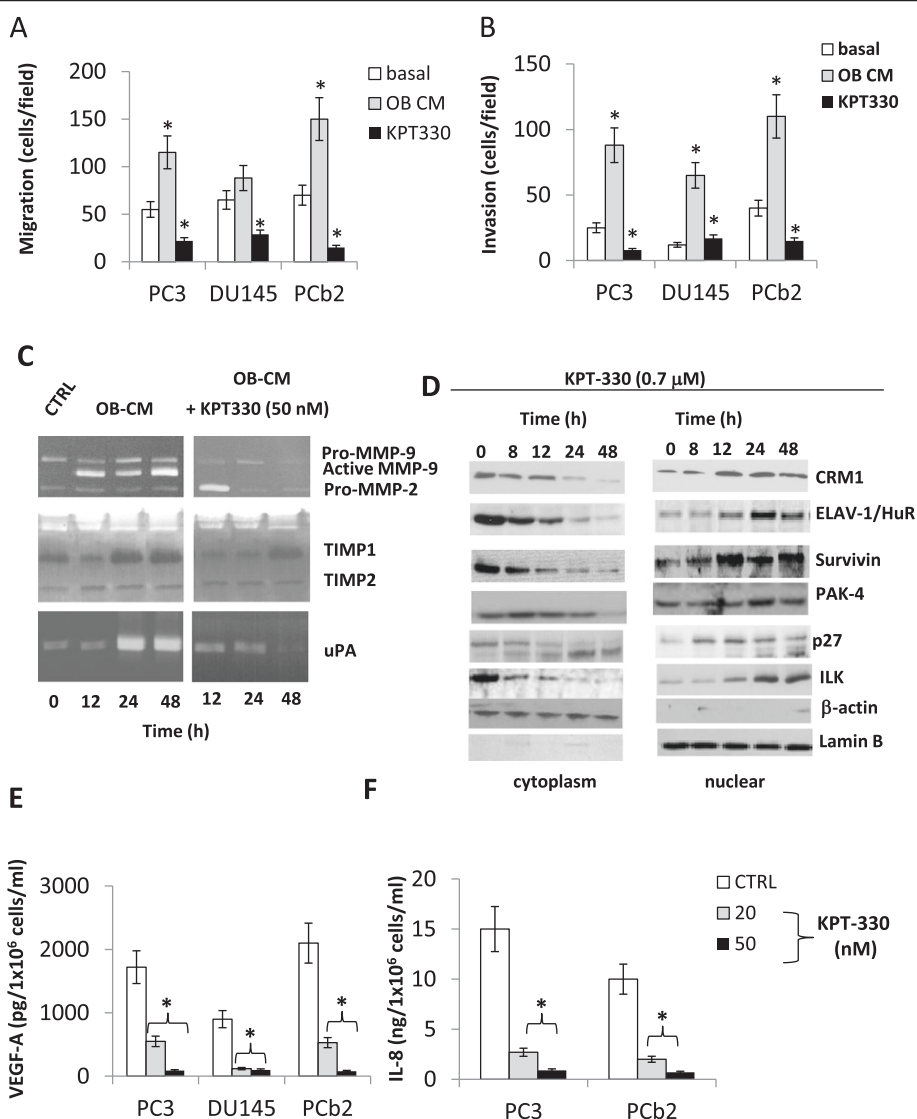 A
Migration (cells/field)
200
150
100
50
0
basal
OB CM
KPT330
*
*
*
*
*
PC3 DU145 PCb2
B
Invasion (cells/field)
150
100
50
0
basal
OB CM
KPT330
*
*
*
*
*
*
PC3 DU145 PCb2
C
CTRL
OB-CM
OB-CM
+ KPT330 (50 nM)
Pro-MMP-9
Active MMP-9
Pro-MMP-2
TIMP1
TIMP2
uPA
0 12 24 48 12 24 48
Time (h)
D
KPT-330 (0.7 μM)
Time (h) Time (h)
0 8 12 24 48 0 8 12 24 48
CRM1
ELAV-1/HuR
Survivin
PAK-4
p27
ILK
β-actin
Lamin B
cytoplasm nuclear
E
VEGF-A (pg/1x10⁶ cells/ml)
3000
2000
1000
0
*
*
*
PC3 DU145 PCb2
F
IL-8 (ng/1x10⁶ cells/ml)
20
15
10
5
0
*
*
PC3 PCb2
CTRL
20
50
KPT-330
(nM)